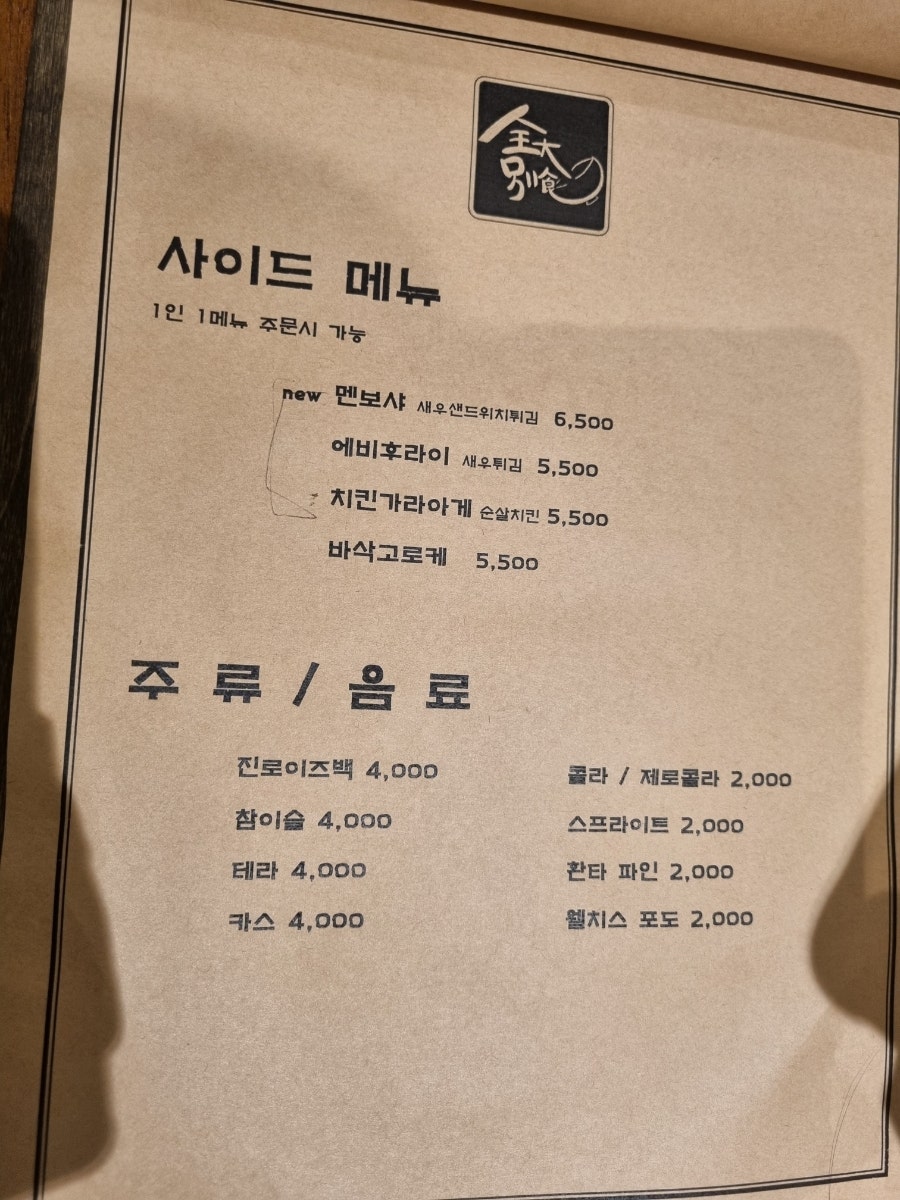 全大
別食
사이드 메뉴
1인 1메뉴 주문시 가능
new 멘보샤 새우샌드위치튀김 6,500
에비후라이 새우튀김 5,500
치킨가라아게 순살치킨 5,500
바삭고로케 5,500
주류/음료
진로이즈백 4,000
참이슬 4,000
테라 4,000
카스 4,000
콜라 / 제로콜라 2,000
스프라이트 2,000
환타 파인 2,000
웰치스 포도 2,000